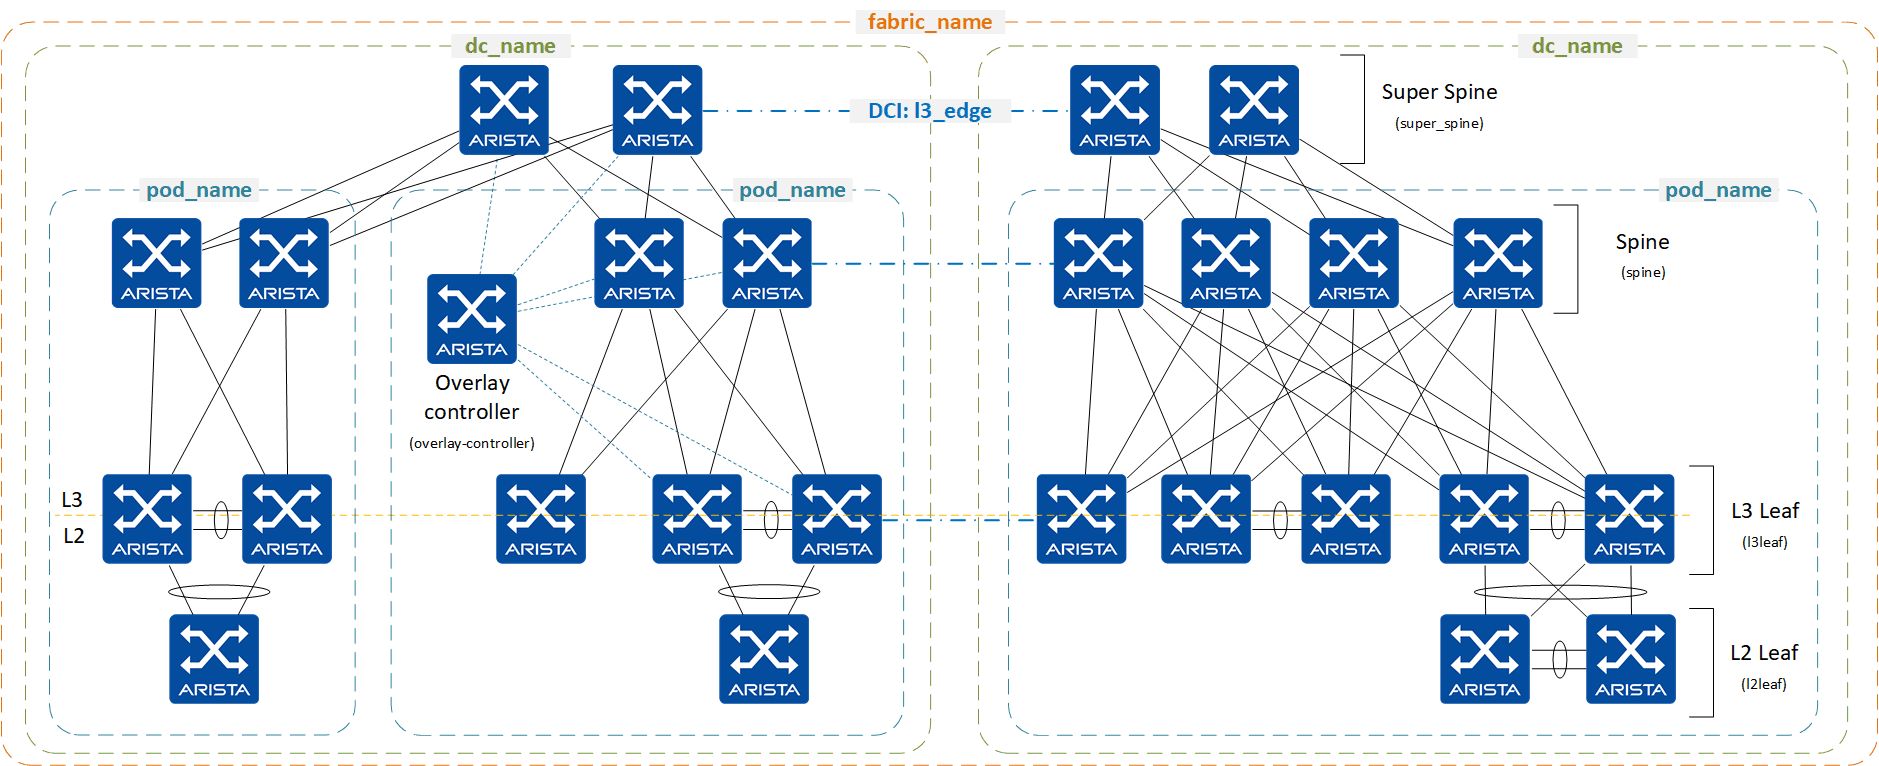 fabric_name
dc_name
dc_name
ARISTA
ARISTA
DCI: l3_edge
ARISTA
ARISTA
Super Spine
(super_spine)
pod_name
pod_name
pod_name
ARISTA
ARISTA
ARISTA
ARISTA
ARISTA
ARISTA
ARISTA
ARISTA
Spine
(spine)
ARISTA
Overlay
controller
(overlay-controller)
L3
L2
ARISTA
ARISTA
ARISTA
ARISTA
ARISTA
ARISTA
ARISTA
ARISTA
ARISTA
ARISTA
L3 Leaf
(l3leaf)
ARISTA
ARISTA
ARISTA
ARISTA
L2 Leaf
(l2leaf)